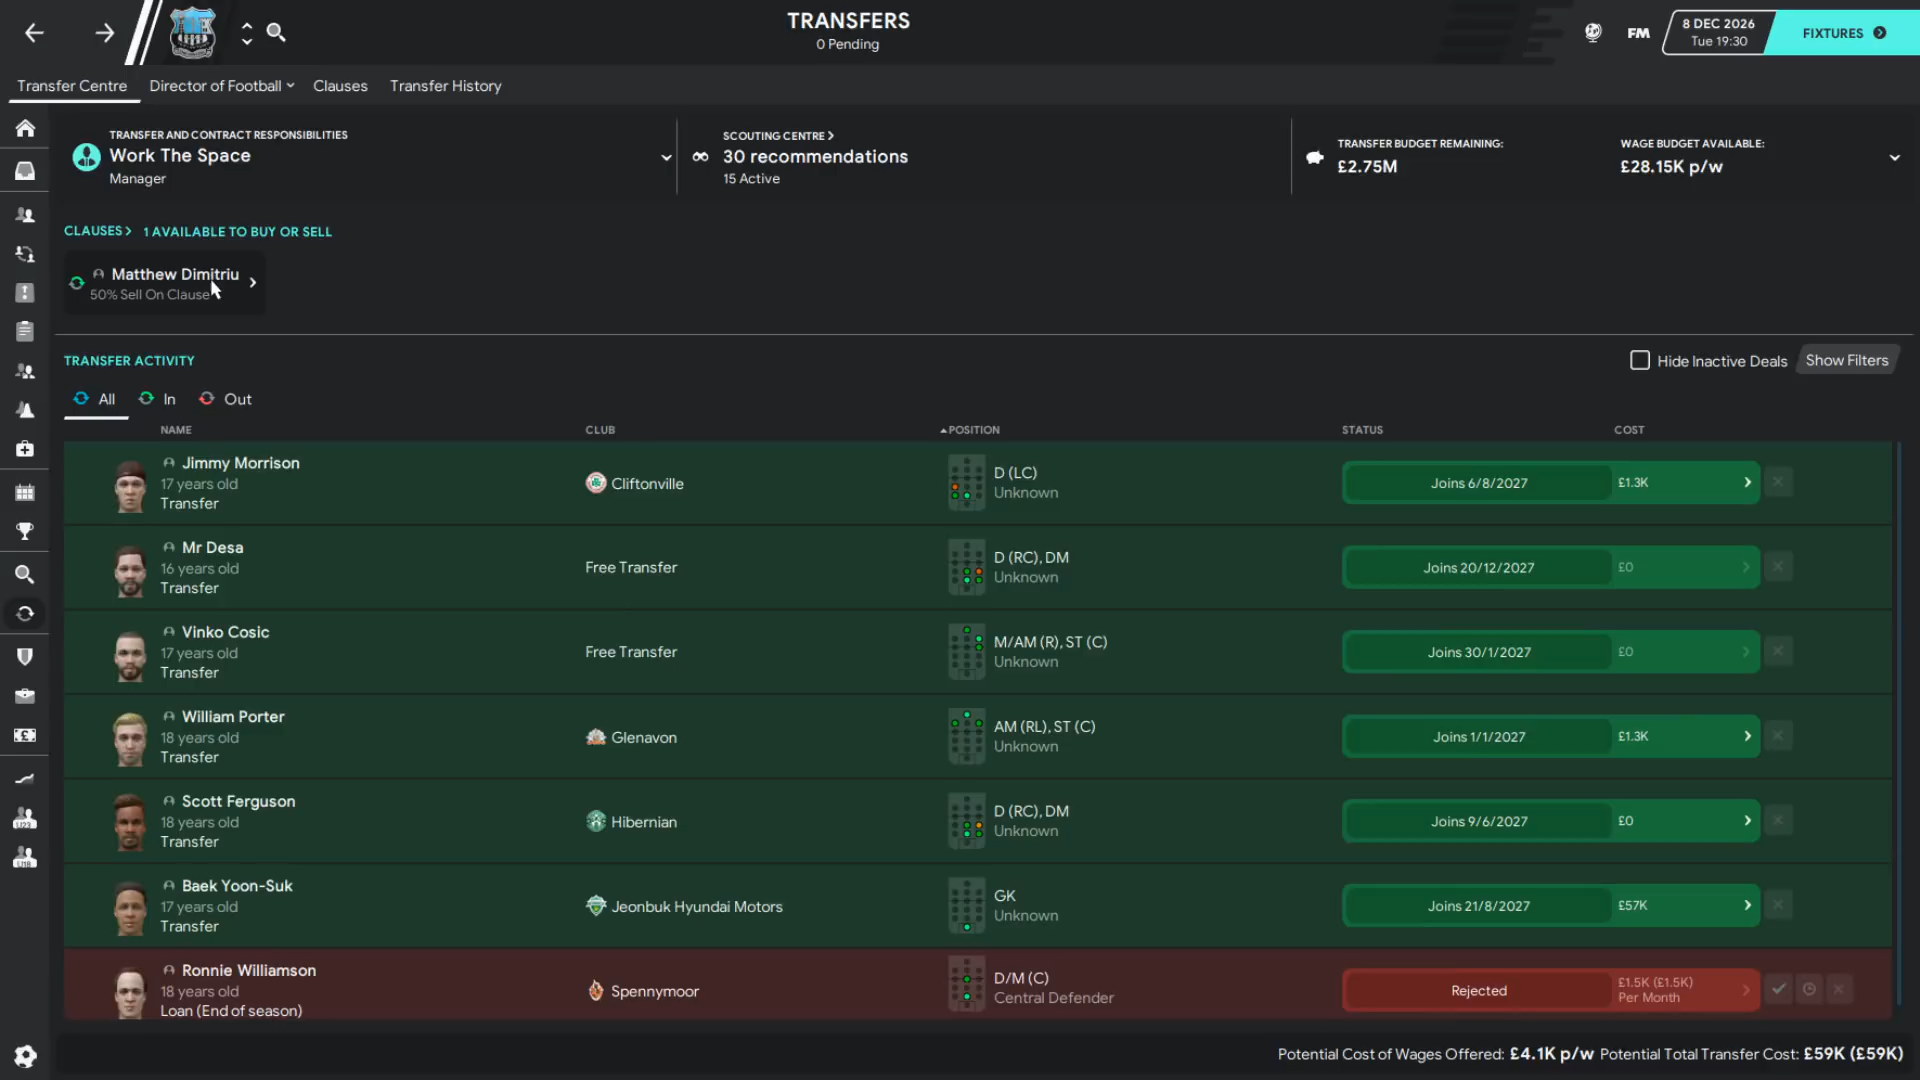 TRANSFERS
0 Pending
FM
8 DEC 2026
Tue 19:30
FIXTURES
Transfer Centre
Director of Football
Clauses
Transfer History
TRANSFER AND CONTRACT RESPONSIBILITIES
Work The Space
Manager
SCOUTING CENTRE
30 recommendations
15 Active
TRANSFER BUDGET REMAINING:
£2.75M
WAGE BUDGET AVAILABLE:
£28.15K p/w
CLAUSES 1 AVAILABLE TO BUY OR SELL
Matthew Dimitriu
50% Sell On Clause
TRANSFER ACTIVITY
Hide Inactive Deals
Show Filters
All
In
Out
NAME CLUB POSITION STATUS COST
Jimmy Morrison
17 years old
Transfer
Cliftonville
D (LC)
Unknown
Joins 6/8/2027
£1.3K
Mr Desa
16 years old
Transfer
Free Transfer
D (RC), DM
Unknown
Joins 20/12/2027
£0
Vinko Cosic
17 years old
Transfer
Free Transfer
M/AM (R), ST (C)
Unknown
Joins 30/1/2027
£0
William Porter
18 years old
Transfer
Glenavon
AM (RL), ST (C)
Unknown
Joins 1/1/2027
£1.3K
Scott Ferguson
18 years old
Transfer
Hibernian
D (RC), DM
Unknown
Joins 9/6/2027
£0
Baek Yoon-Suk
17 years old
Transfer
Jeonbuk Hyundai Motors
GK
Unknown
Joins 21/8/2027
£57K
Ronnie Williamson
18 years old
Loan (End of season)
Spennymoor
D/M (C)
Central Defender
Rejected
£1.5K (£1.5K)
Per Month
U23
U18
Potential Cost of Wages Offered: £4.1K p/w Potential Total Transfer Cost: £59K (£59K)